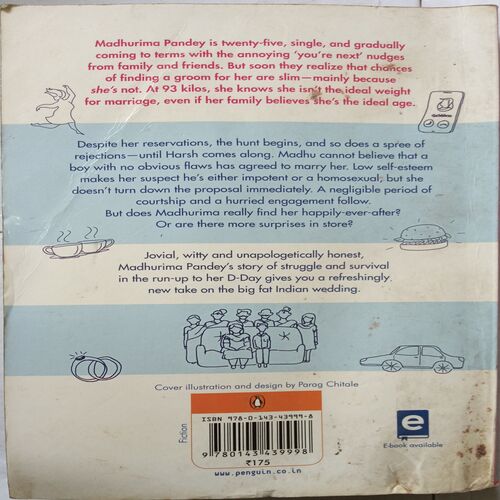 Madhurima Pandey is twenty-five, single, and gradually
coming to terms with the annoying 'you're next' nudges
from family and friends. But soon they realize that chances
of finding a groom for her are slim—mainly because
she's not. At 93 kilos, she knows she isn't the ideal weight
for marriage, even if her family believes she's the ideal age.
Despite her reservations, the hunt begins, and so does a spree of
rejections—until Harsh comes along. Madhu cannot believe that a
boy with no obvious flaws has agreed to marry her. Low self-esteem
makes her suspect he's either impotent or a homosexual, but she
doesn't turn down the proposal immediately. A negligible period of
courtship and a hurried engagement follow.
But does Madhurima really find her happily-ever-after?
Or are there more surprises in store?
Jovial, witty and unapologetically honest,
Madhurima Pandey's story of struggle and survival
in the run-up to her D-Day gives you a refreshingly
new take on the big fat Indian wedding.
Cover illustration and design by Parag Chitale
Fiction
ISBN 978-0-143-43999-8
9 780143 439998
₹175
www.penguin.co.in
e
E-book available